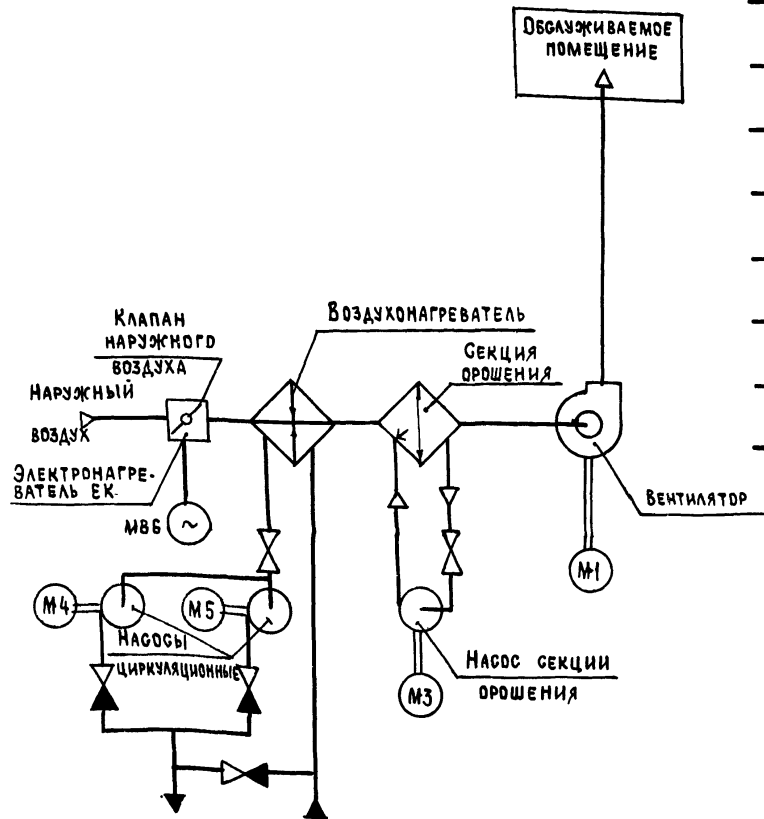 ОБСЛУЖИВАЕМОЕ
ПОМЕЩЕНИЕ
КЛАПАН
НАРУЖНОГО
ВОЗДУХА
ВОЗДУХОНАГРЕВАТЕЛЬ
СЕКЦИЯ
ОРОШЕНИЯ
НАРУЖНЫЙ
ВОЗДУХ
ЭЛЕКТРОНАГРЕ-
ВАТЕЛЬ ЕК.
МВБ
~
ВЕНТИЛЯТОР
М1
М4
М5
НАСОСЫ
ЦИРКУЛЯЦИОННЫЕ
НАСОС СЕКЦИИ
ОРОШЕНИЯ
М3